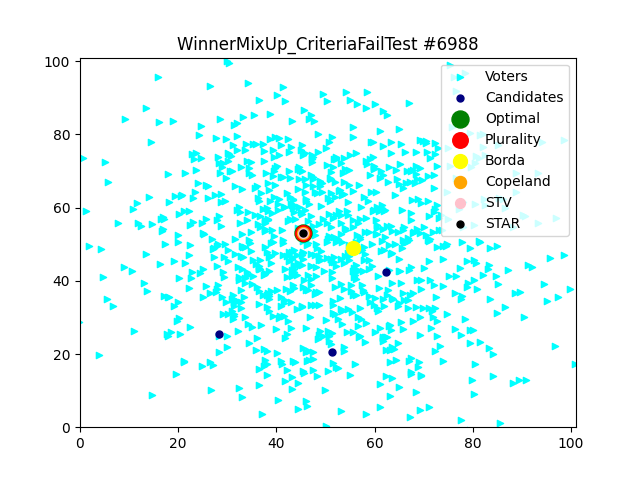 WinnerMixUp_CriteriaFailTest #6988
100
80
60
40
20
0
0
20
40
60
80
100
Voters
Candidates
Optimal
Plurality
Borda
Copeland
STV
STAR